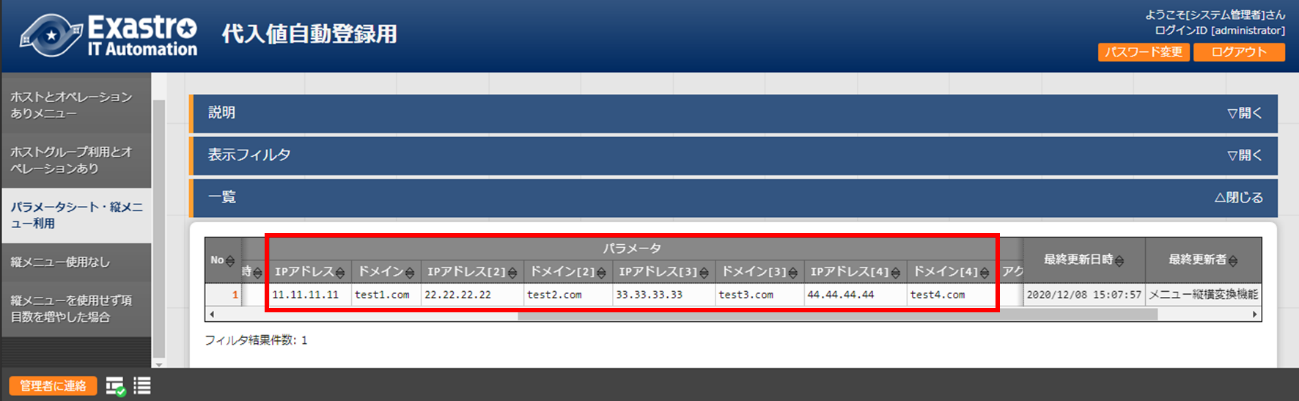 Exastro
IT Automation
代入値自動登録用
ようこそ[システム管理者]さん
ログインID [administrator]
パスワード変更
ログアウト
ホストとオペレーション
ありメニュー
ホストグループ利用とオ
ペレーションあり
パラメータシート・縦メニ
ュー利用
縦メニュー使用なし
縦メニューを使用せず項
目数を増やした場合
説明
▽開く
表示フィルタ
▽開く
一覧
△閉じる
No
時
パラメータ
最終更新日時
最終更新者
IPアドレス
ドメイン
IPアドレス[2]
ドメイン[2]
IPアドレス[3]
ドメイン[3]
IPアドレス[4]
ドメイン[4]
アク
1
11.11.11.11
test1.com
22.22.22.22
test2.com
33.33.33.33
test3.com
44.44.44.44
test4.com
2020/12/08 15:07:57
メニュー縦横変換機能
フィルタ結果件数: 1
管理者に連絡